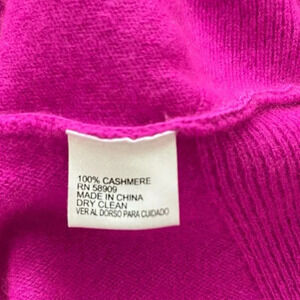 100% CASHMERE
RN 58909
MADE IN CHINA
DRY CLEAN
VER AL DORSO PARA CUIDADO